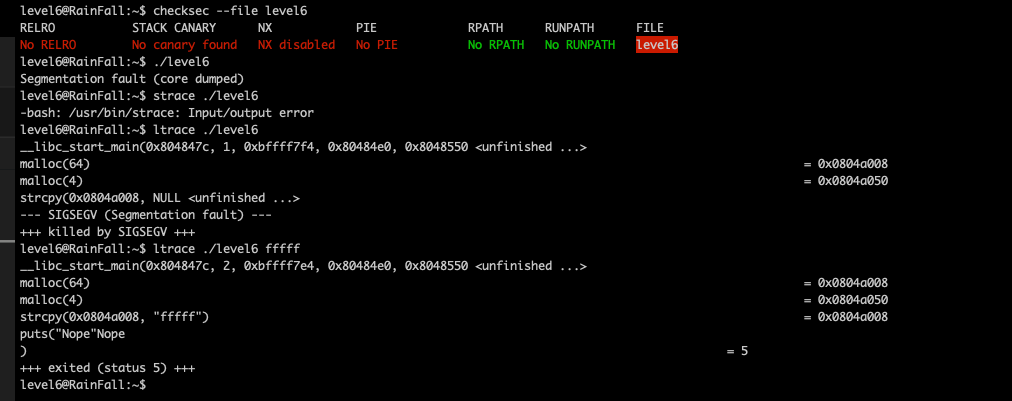 level6@RainFall:~$ checksec --file level6
RELRO           STACK CANARY      NX            PIE             RPATH      RUNPATH      FILE
No RELRO        No canary found   NX disabled   No PIE          No RPATH   No RUNPATH   level6
level6@RainFall:~$ ./level6
Segmentation fault (core dumped)
level6@RainFall:~$ strace ./level6
-bash: /usr/bin/strace: Input/output error
level6@RainFall:~$ ltrace ./level6
__libc_start_main(0x804847c, 1, 0xbffff7f4, 0x80484e0, 0x8048550 <unfinished ...>
malloc(64) = 0x0804a008
malloc(4) = 0x0804a050
strcpy(0x0804a008, NULL <unfinished ...>
--- SIGSEGV (Segmentation fault) ---
+++ killed by SIGSEGV +++
level6@RainFall:~$ ltrace ./level6 fffff
__libc_start_main(0x804847c, 2, 0xbffff7e4, 0x80484e0, 0x8048550 <unfinished ...>
malloc(64) = 0x0804a008
malloc(4) = 0x0804a050
strcpy(0x0804a008, "fffff") = 0x0804a008
puts("Nope"Nope
) = 5
+++ exited (status 5) +++
level6@RainFall:~$